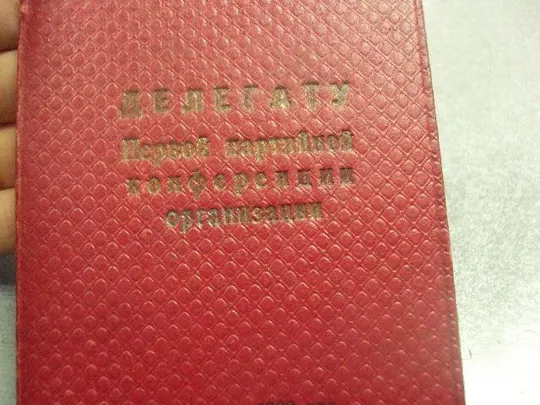 ДЕЛЕГАТУ
Первой партийной
конференции
организации